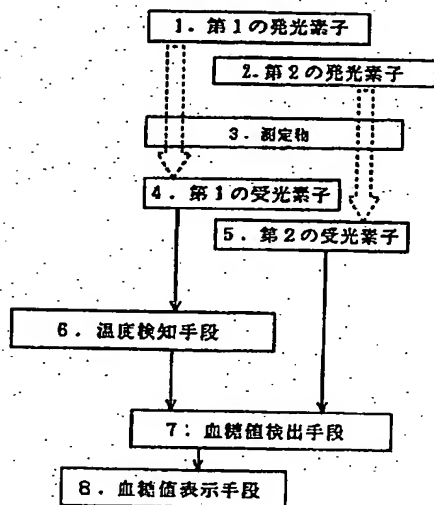 1. 第1の発光素子
2. 第2の発光素子
3. 測定物
4. 第1の受光素子
5. 第2の受光素子
6. 温度検知手段
7: 血糖値検出手段
8. 血糖値表示手段